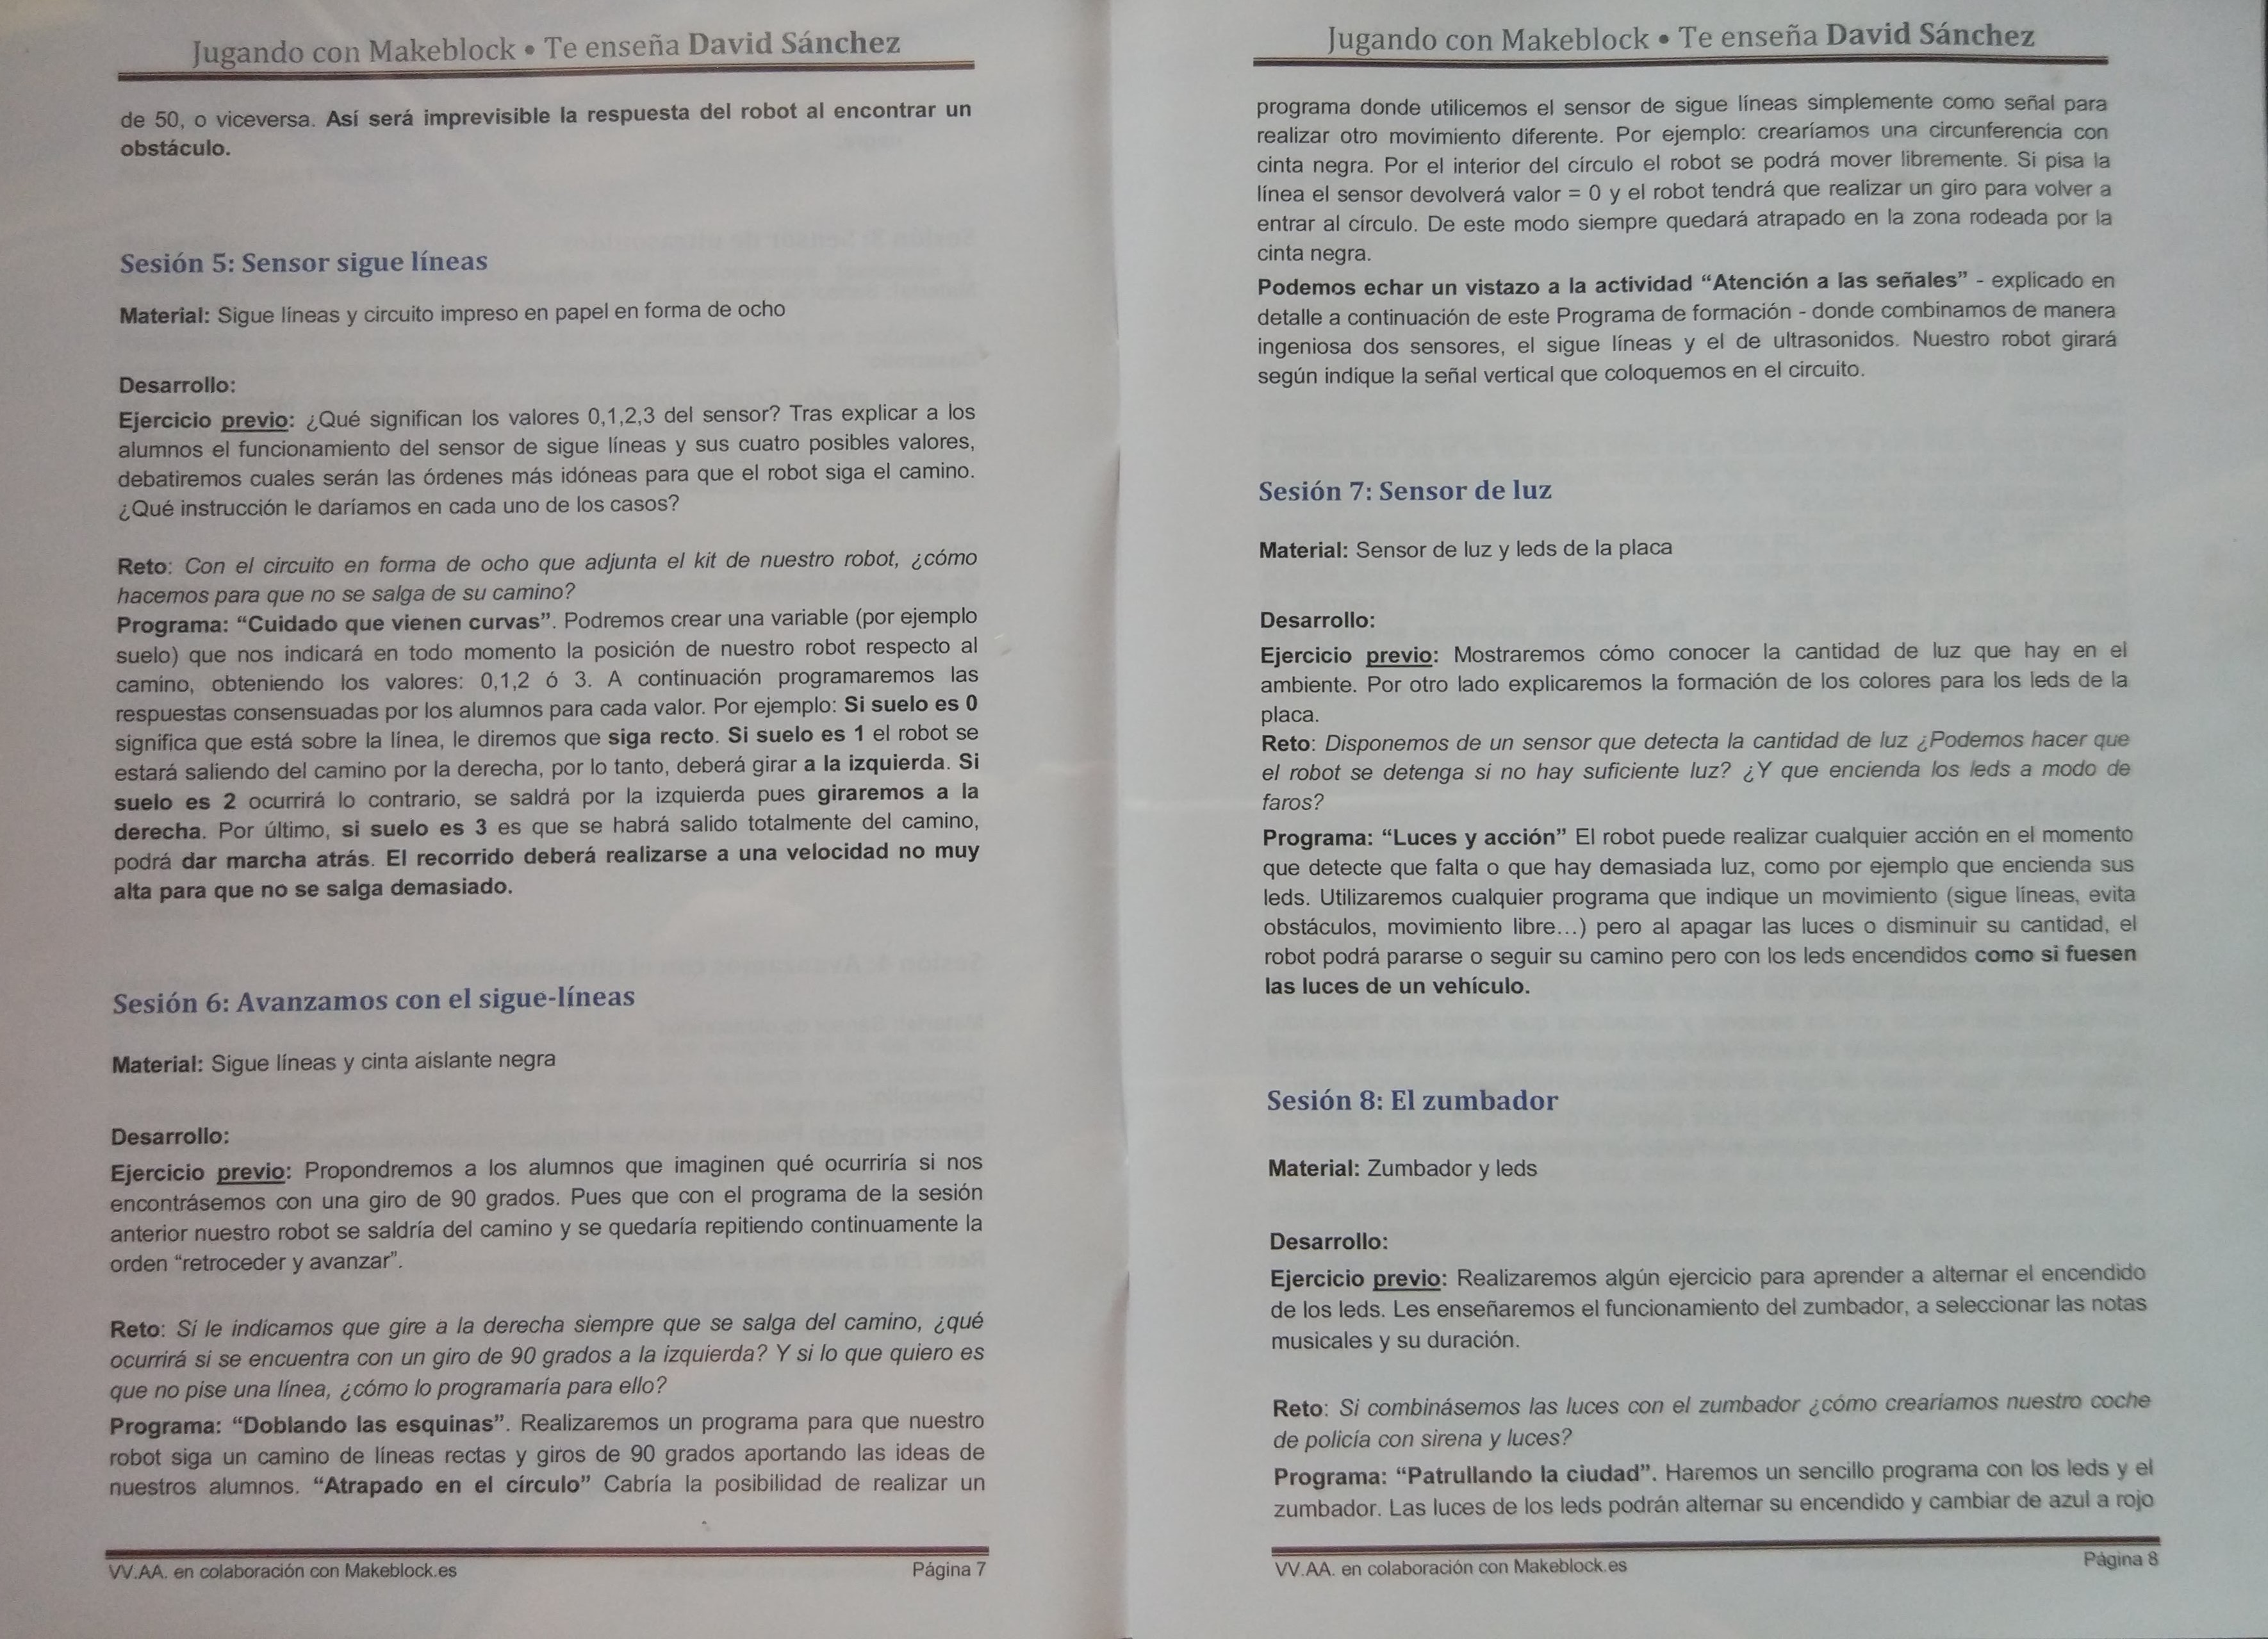 Jugando con Makeblock • Te enseña David Sánchez
de 50, o viceversa. Así será imprevisible la respuesta del robot al encontrar un
obstáculo.
Sesión 5: Sensor sigue líneas
Material: Sigue líneas y circuito impreso en papel en forma de ocho
Desarrollo:
Ejercicio previo: ¿Qué significan los valores 0,1,2,3 del sensor? Tras explicar a los
alumnos el funcionamiento del sensor de sigue líneas y sus cuatro posibles valores,
debatiremos cuales serán las órdenes más idóneas para que el robot siga el camino.
¿Qué instrucción le daríamos en cada uno de los casos?
Reto: Con el circuito en forma de ocho que adjunta el kit de nuestro robot, ¿cómo
hacemos para que no se salga de su camino?
Programa: “Cuidado que vienen curvas”. Podremos crear una variable (por ejemplo
suelo) que nos indicará en todo momento la posición de nuestro robot respecto al
camino, obteniendo los valores: 0,1,2 ó 3. A continuación programaremos las
respuestas consensuadas por los alumnos para cada valor. Por ejemplo: Si suelo es 0
significa que está sobre la línea, le diremos que siga recto. Si suelo es 1 el robot se
estará saliendo del camino por la derecha, por lo tanto, deberá girar a la izquierda. Si
suelo es 2 ocurrirá lo contrario, se saldrá por la izquierda pues giraremos a la
derecha. Por último, si suelo es 3 es que se habrá salido totalmente del camino,
podrá dar marcha atrás. El recorrido deberá realizarse a una velocidad no muy
alta para que no se salga demasiado.
Sesión 6: Avanzamos con el sigue-líneas
Material: Sigue líneas y cinta aislante negra
Desarrollo:
Ejercicio previo: Propondremos a los alumnos que imaginen qué ocurriría si nos
encontrásemos con una giro de 90 grados. Pues que con el programa de la sesión
anterior nuestro robot se saldría del camino y se quedaría repitiendo continuamente la
orden “retroceder y avanzar”.
Reto: Si le indicamos que gire a la derecha siempre que se salga del camino, ¿qué
ocurrirá si se encuentra con un giro de 90 grados a la izquierda? Y si lo que quiero es
que no pise una línea, ¿cómo lo programaría para ello?
Programa: “Doblando las esquinas”. Realizaremos un programa para que nuestro
robot siga un camino de líneas rectas y giros de 90 grados aportando las ideas de
nuestros alumnos. “Atrapado en el círculo” Cabría la posibilidad de realizar un
VV.AA. en colaboración con Makeblock.es Página 7
Jugando con Makeblock • Te enseña David Sánchez
programa donde utilicemos el sensor de sigue líneas simplemente como señal para
realizar otro movimiento diferente. Por ejemplo: crearíamos una circunferencia con
cinta negra. Por el interior del círculo el robot se podrá mover libremente. Si pisa la
línea el sensor devolverá valor = 0 y el robot tendrá que realizar un giro para volver a
entrar al círculo. De este modo siempre quedará atrapado en la zona rodeada por la
cinta negra.
Podemos echar un vistazo a la actividad “Atención a las señales” - explicado en
detalle a continuación de este Programa de formación - donde combinamos de manera
ingeniosa dos sensores, el sigue líneas y el de ultrasonidos. Nuestro robot girará
según indique la señal vertical que coloquemos en el circuito.
Sesión 7: Sensor de luz
Material: Sensor de luz y leds de la placa
Desarrollo:
Ejercicio previo: Mostraremos cómo conocer la cantidad de luz que hay en el
ambiente. Por otro lado explicaremos la formación de los colores para los leds de la
placa.
Reto: Disponemos de un sensor que detecta la cantidad de luz ¿Podemos hacer que
el robot se detenga si no hay suficiente luz? ¿Y que encienda los leds a modo de
faros?
Programa: “Luces y acción” El robot puede realizar cualquier acción en el momento
que detecte que falta o que hay demasiada luz, como por ejemplo que encienda sus
leds. Utilizaremos cualquier programa que indique un movimiento (sigue líneas, evita
obstáculos, movimiento libre...) pero al apagar las luces o disminuir su cantidad, el
robot podrá pararse o seguir su camino pero con los leds encendidos como si fuesen
las luces de un vehículo.
Sesión 8: El zumbador
Material: Zumbador y leds
Desarrollo:
Ejercicio previo: Realizaremos algún ejercicio para aprender a alternar el encendido
de los leds. Les enseñaremos el funcionamiento del zumbador, a seleccionar las notas
musicales y su duración.
Reto: Si combinásemos las luces con el zumbador ¿cómo crearíamos nuestro coche
de policía con sirena y luces?
Programa: “Patrullando la ciudad”. Haremos un sencillo programa con los leds y el
zumbador. Las luces de los leds podrán alternar su encendido y cambiar de azul a rojo
VV.AA. en colaboración con Makeblock.es Página 8